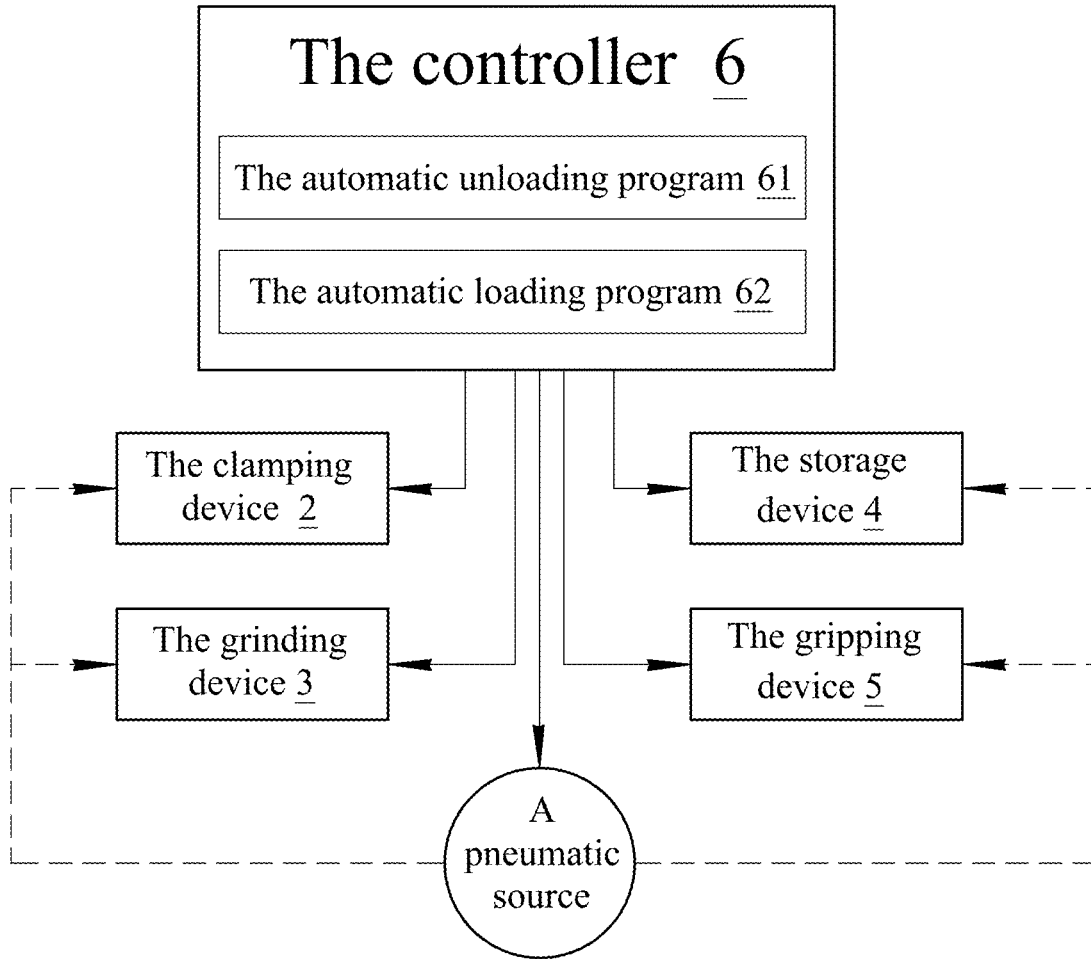 The controller 6
The automatic unloading program 61
The automatic loading program 62
The clamping
device 2
The storage
device 4
The grinding
device 3
The gripping
device 5
A
pneumatic
source